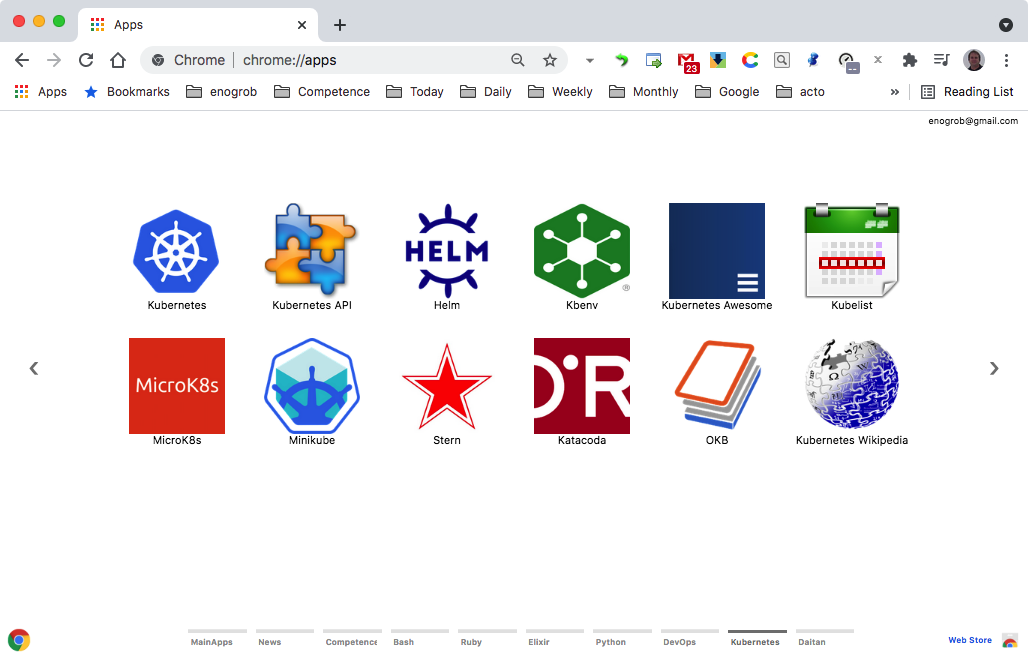 Apps
Chrome chrome://apps
23
Apps Bookmarks enogrob Competence Today Daily Weekly Monthly Google acto » Reading List
enogrob@gmail.com
HELM
Kubernetes Kubernetes API Helm Kbenv Kubernetes Awesome Kubelist
MicroK8s
MicroK8s Minikube Stern Katacoda OKB Kubernetes Wikipedia
MainApps News Competence Bash Ruby Elixir Python DevOps Kubernetes Daitan Web Store